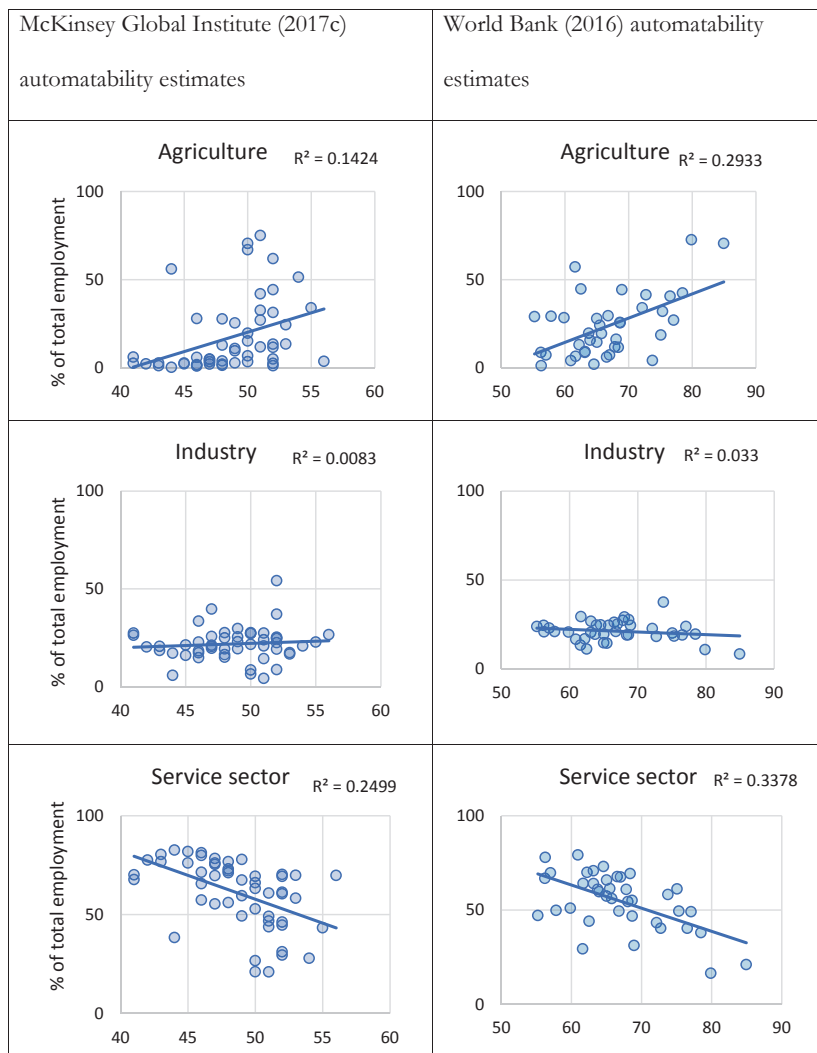 McKinsey Global Institute (2017c)
automatability estimates
World Bank (2016) automatability
estimates
Agriculture
R² = 0.1424
% of total employment
100
50
0
40 45 50 55 60
Agriculture
R² = 0.2933
100
50
0
50 60 70 80 90
Industry
R² = 0.0083
% of total employment
100
50
0
40 45 50 55 60
Industry
R² = 0.033
100
50
0
50 60 70 80 90
Service sector
R² = 0.2499
% of total employment
100
50
0
40 45 50 55 60
Service sector
R² = 0.3378
100
50
0
50 60 70 80 90